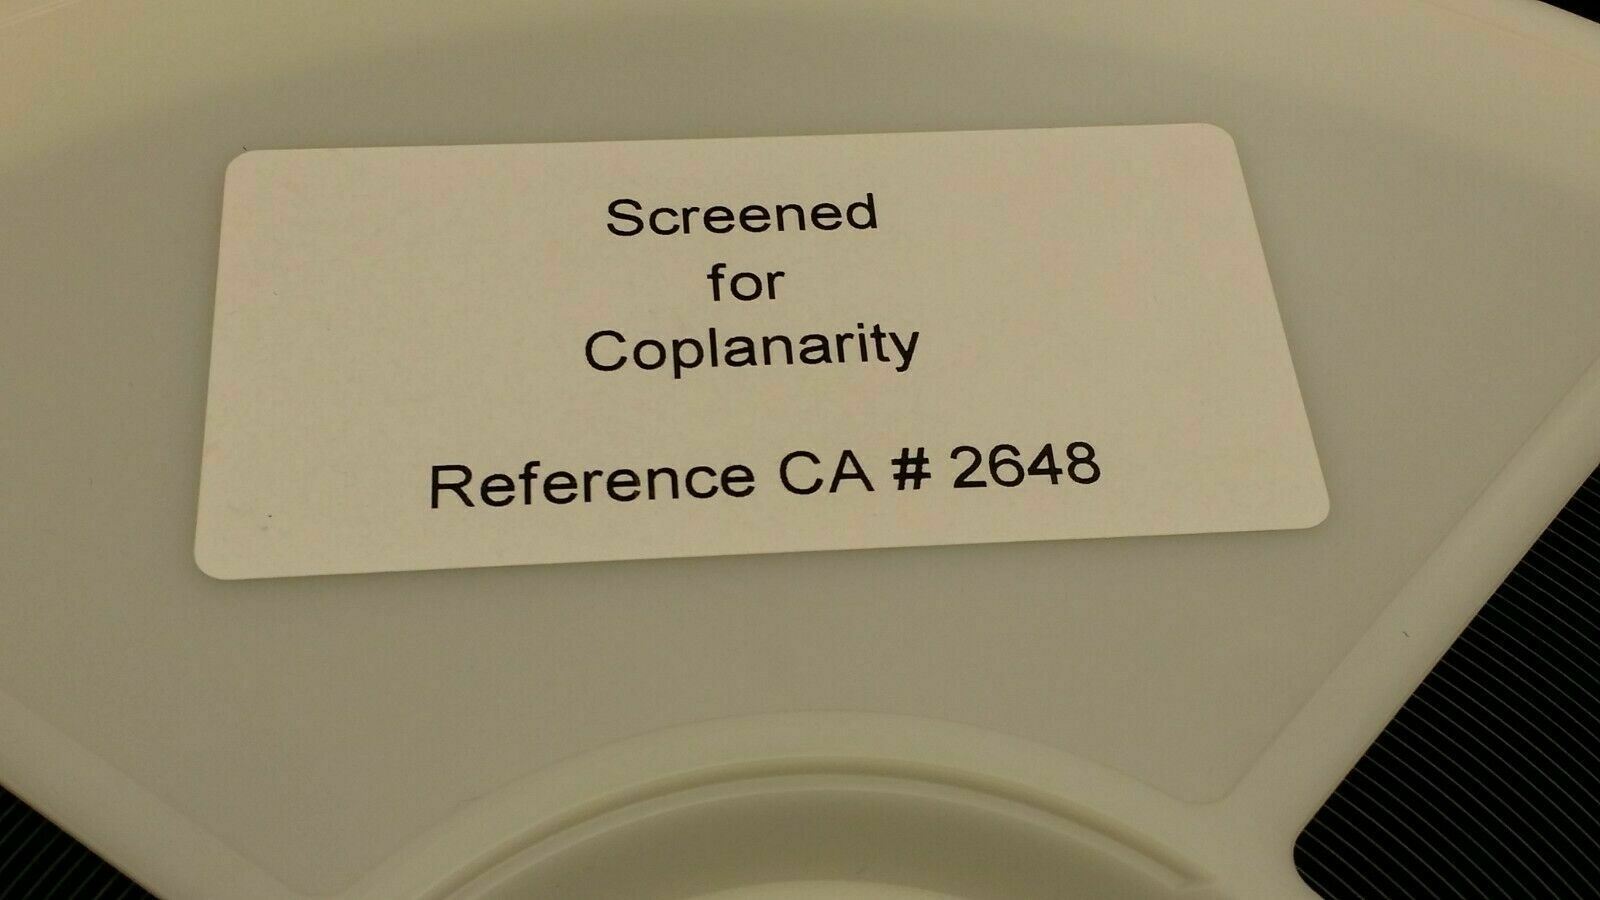 Screened
for
Coplanarity
Reference CA # 2648